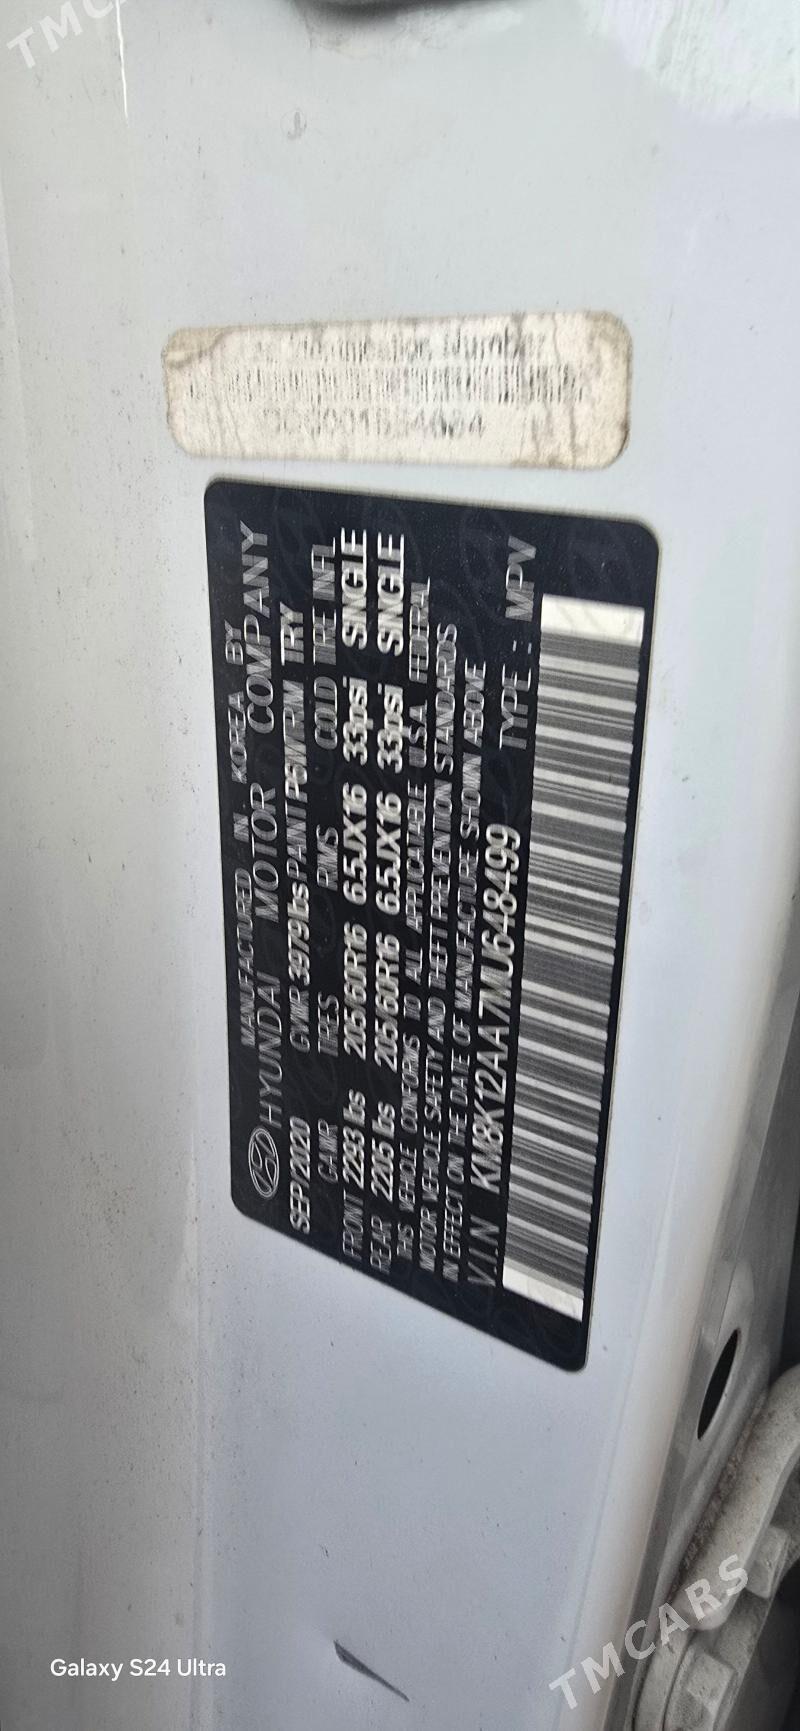 TMCARS
MANUFACTURED IN KOREA BY
HYUNDAI MOTOR COMPANY
SEP/2020 GVWR 3979lbs PAINT PGW TRM TRY
GAWR TIRES RIMS COLD TIRE INFL
FRONT 2293 lbs 205/60R16 6.5JX16 33psi SINGLE
REAR 2205 lbs 205/60R16 6.5JX16 33psi SINGLE
THIS VEHICLE CONFORMS TO ALL APPLICABLE U.S.A. FEDERAL
MOTOR VEHICLE SAFETY AND THEFT PREVENTION STANDARDS
IN EFFECT ON THE DATE OF MANUFACTURE SHOWN ABOVE
V.I.N KM8K12AA7MU648499 TYPE : MPV
Galaxy S24 Ultra
TMCARS